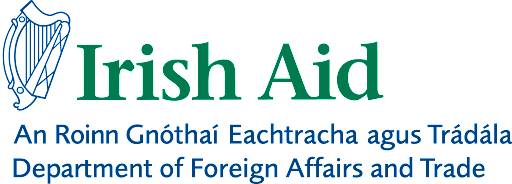 Irish Aid
An Roinn Gnóthaí Eachtracha agus Trádála
Department of Foreign Affairs and Trade